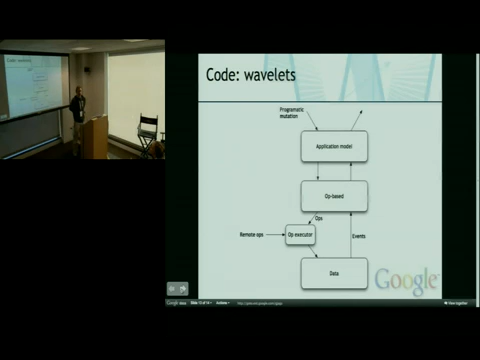 Code: wavelets
Programatic
mutation
Application model
Op-based
Ops
Remote ops
Op executor
Events
Data
Google